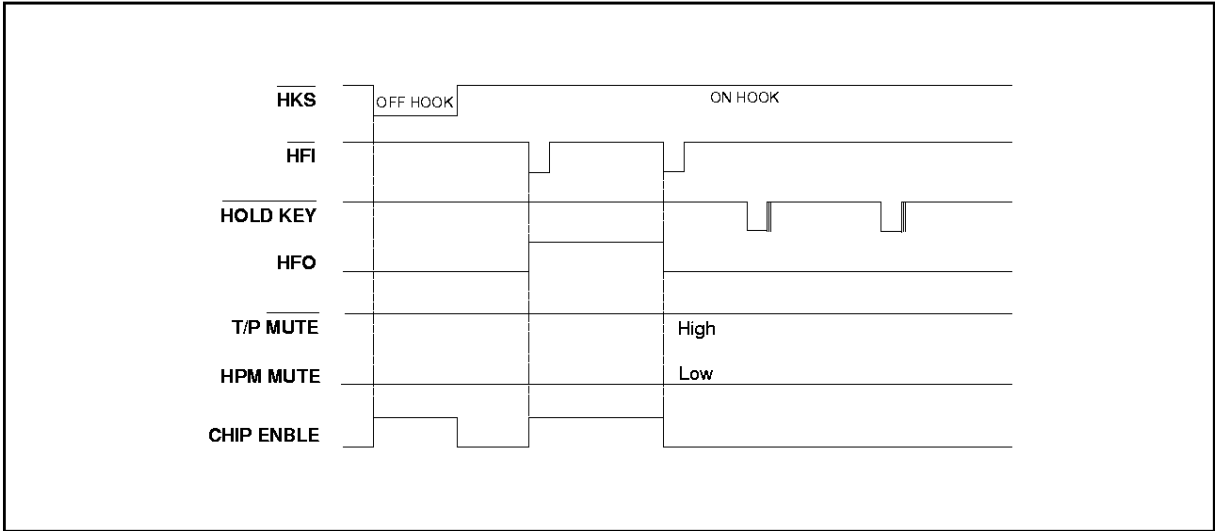 HKS
OFF HOOK
ON HOOK
HFI
HOLD KEY
HFO
T/P MUTE
High
HPM MUTE
Low
CHIP ENBLE